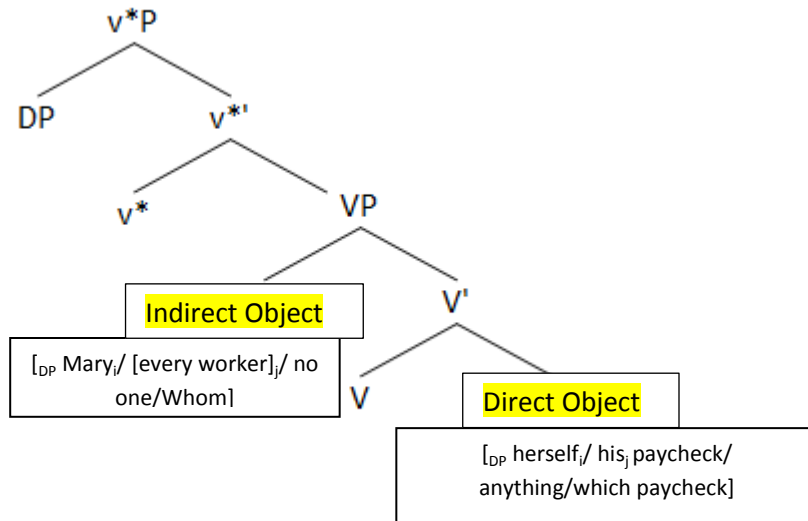 v*P
DP
v*'
v*
VP
Indirect Object
V'
[DP Maryi/ [every worker]j/ no
one/Whom]
V
Direct Object
[DP herselfi/ hisj paycheck/
anything/which paycheck]